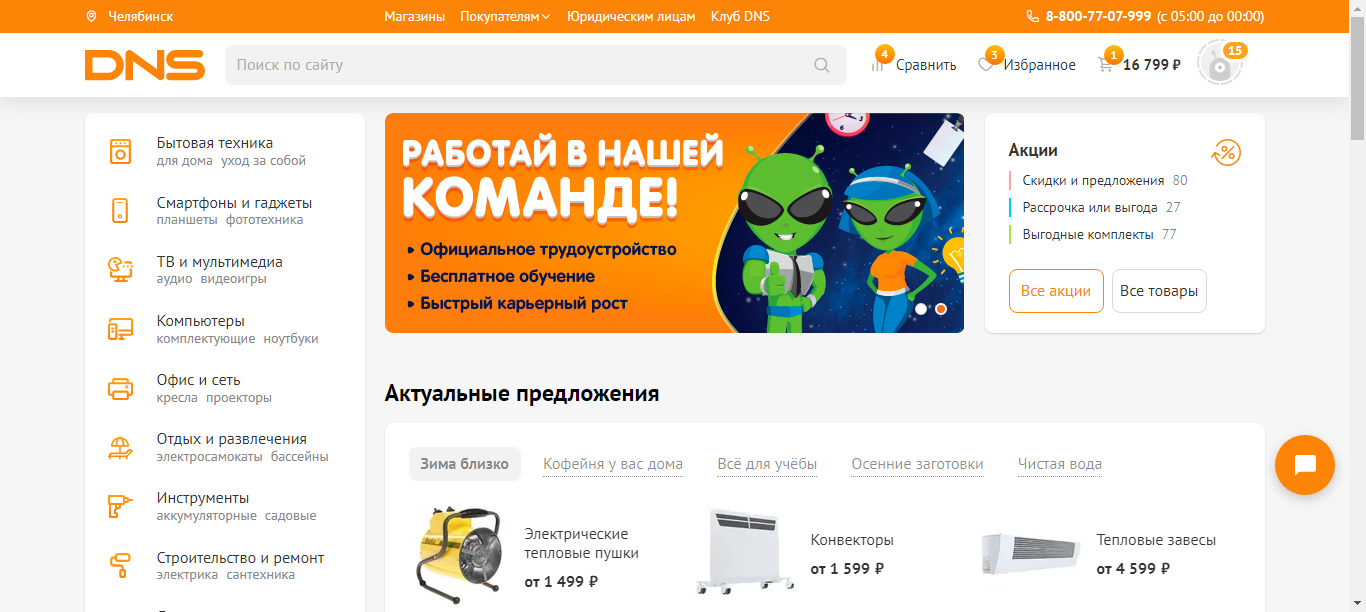 Челябинск
Магазины
Покупателям
Юридическим лицам
Клуб DNS
8-800-77-07-999 (с 05:00 до 00:00)
DNS
Поиск по сайту
4
Сравнить
3
Избранное
1
16 799 ₽
15
Бытовая техника
для дома уход за собой
Смартфоны и гаджеты
планшеты фототехника
ТВ и мультимедиа
аудио видеоигры
Компьютеры
комплектующие ноутбуки
Офис и сеть
кресла проекторы
Отдых и развлечения
электросамокаты бассейны
Инструменты
аккумуляторные садовые
Строительство и ремонт
электрика сантехника
РАБОТАЙ В НАШЕЙ
КОМАНДЕ!
• Официальное трудоустройство
• Бесплатное обучение
• Быстрый карьерный рост
Акции
Скидки и предложения 80
Рассрочка или выгода 27
Выгодные комплекты 77
Все акции
Все товары
Актуальные предложения
Зима близко
Кофейня у вас дома
Всё для учёбы
Осенние заготовки
Чистая вода
Электрические
тепловые пушки
от 1 499 ₽
Конвекторы
от 1 599 ₽
Тепловые завесы
от 4 599 ₽